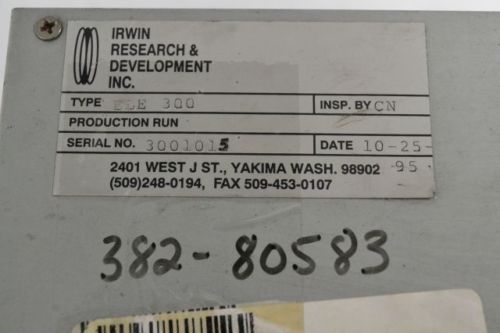 IRWIN
RESEARCH &
DEVELOPMENT
INC.
TYPE 300 INSP. BY CN
PRODUCTION RUN
SERIAL NO. 3001015 DATE 10-25-
2401 WEST J ST., YAKIMA WASH. 98902 95
(509)248-0194, FAX 509-453-0107
382-80583